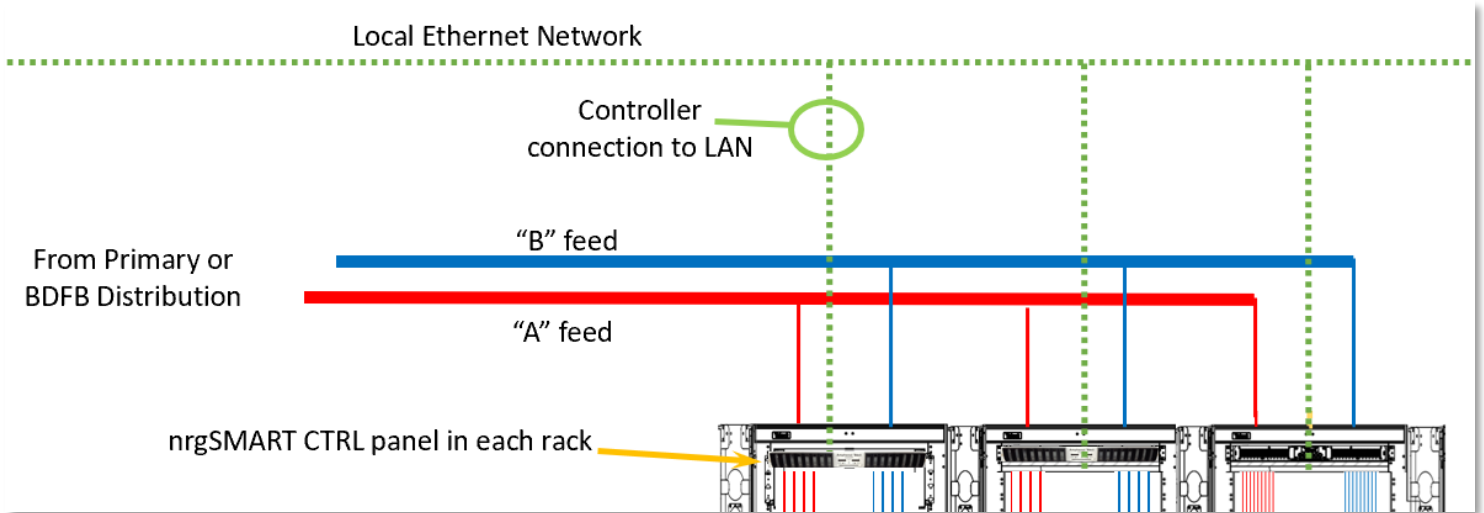 Local Ethernet Network
Controller
connection to LAN
“B” feed
From Primary or
BDFB Distribution
“A” feed
nrgSMART CTRL panel in each rack